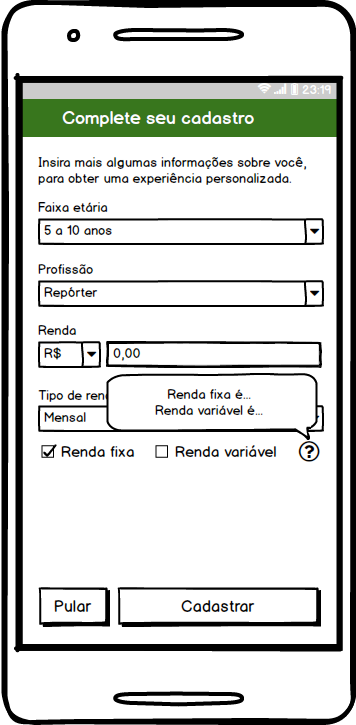 23:19
Complete seu cadastro
Insira mais algumas informações sobre você,
para obter uma experiência personalizada.
Faixa etária
5 a 10 anos
Profissão
Repórter
Renda
R$ 0,00
Tipo de ren
Renda fixa é...
Renda variável é...
Mensal
Renda fixa Renda variável ?
Pular Cadastrar